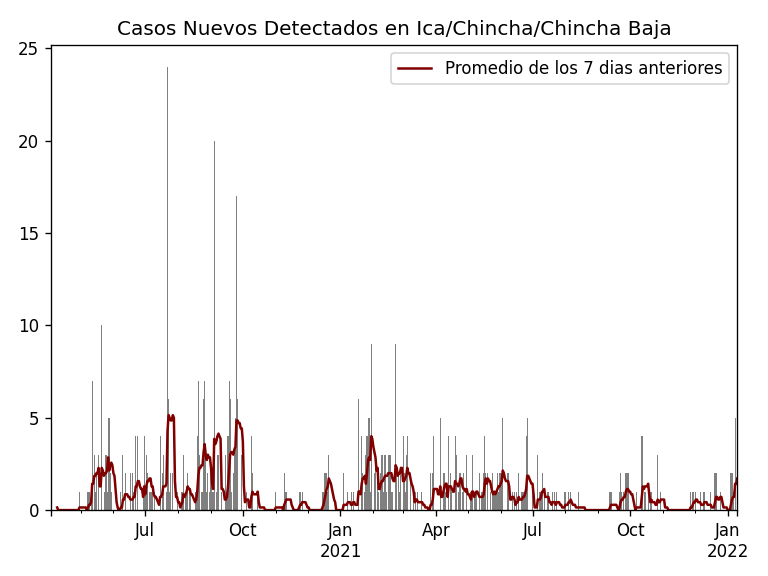 Casos Nuevos Detectados en Ica/Chincha/Chincha Baja
Promedio de los 7 dias anteriores
25
20
15
10
5
0
Jul Oct Jan Apr Jul Oct Jan
2021 2022